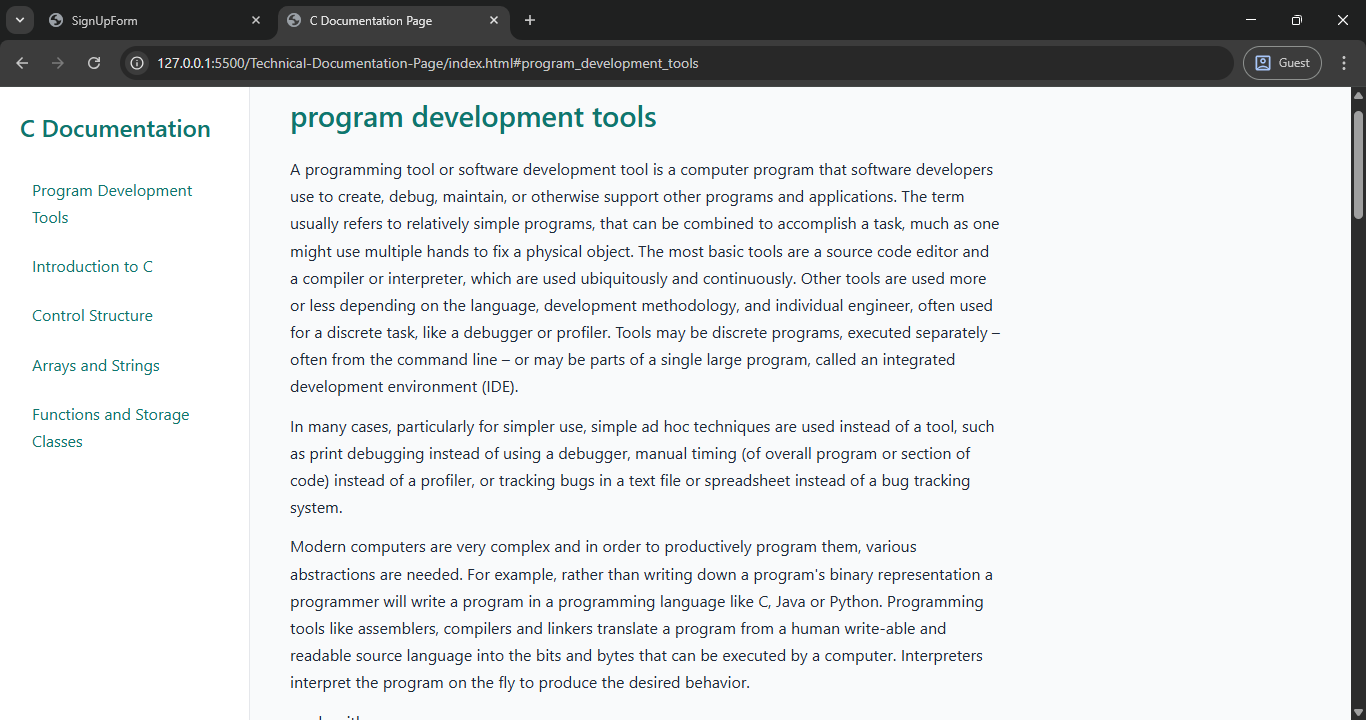 SignUpForm
C Documentation Page
127.0.0.1:5500/Technical-Documentation-Page/index.html#program_development_tools
Guest
C Documentation
Program Development
Tools
Introduction to C
Control Structure
Arrays and Strings
Functions and Storage
Classes
program development tools
A programming tool or software development tool is a computer program that software developers
use to create, debug, maintain, or otherwise support other programs and applications. The term
usually refers to relatively simple programs, that can be combined to accomplish a task, much as one
might use multiple hands to fix a physical object. The most basic tools are a source code editor and
a compiler or interpreter, which are used ubiquitously and continuously. Other tools are used more
or less depending on the language, development methodology, and individual engineer, often used
for a discrete task, like a debugger or profiler. Tools may be discrete programs, executed separately –
often from the command line – or may be parts of a single large program, called an integrated
development environment (IDE).
In many cases, particularly for simpler use, simple ad hoc techniques are used instead of a tool, such
as print debugging instead of using a debugger, manual timing (of overall program or section of
code) instead of a profiler, or tracking bugs in a text file or spreadsheet instead of a bug tracking
system.
Modern computers are very complex and in order to productively program them, various
abstractions are needed. For example, rather than writing down a program's binary representation a
programmer will write a program in a programming language like C, Java or Python. Programming
tools like assemblers, compilers and linkers translate a program from a human write-able and
readable source language into the bits and bytes that can be executed by a computer. Interpreters
interpret the program on the fly to produce the desired behavior.